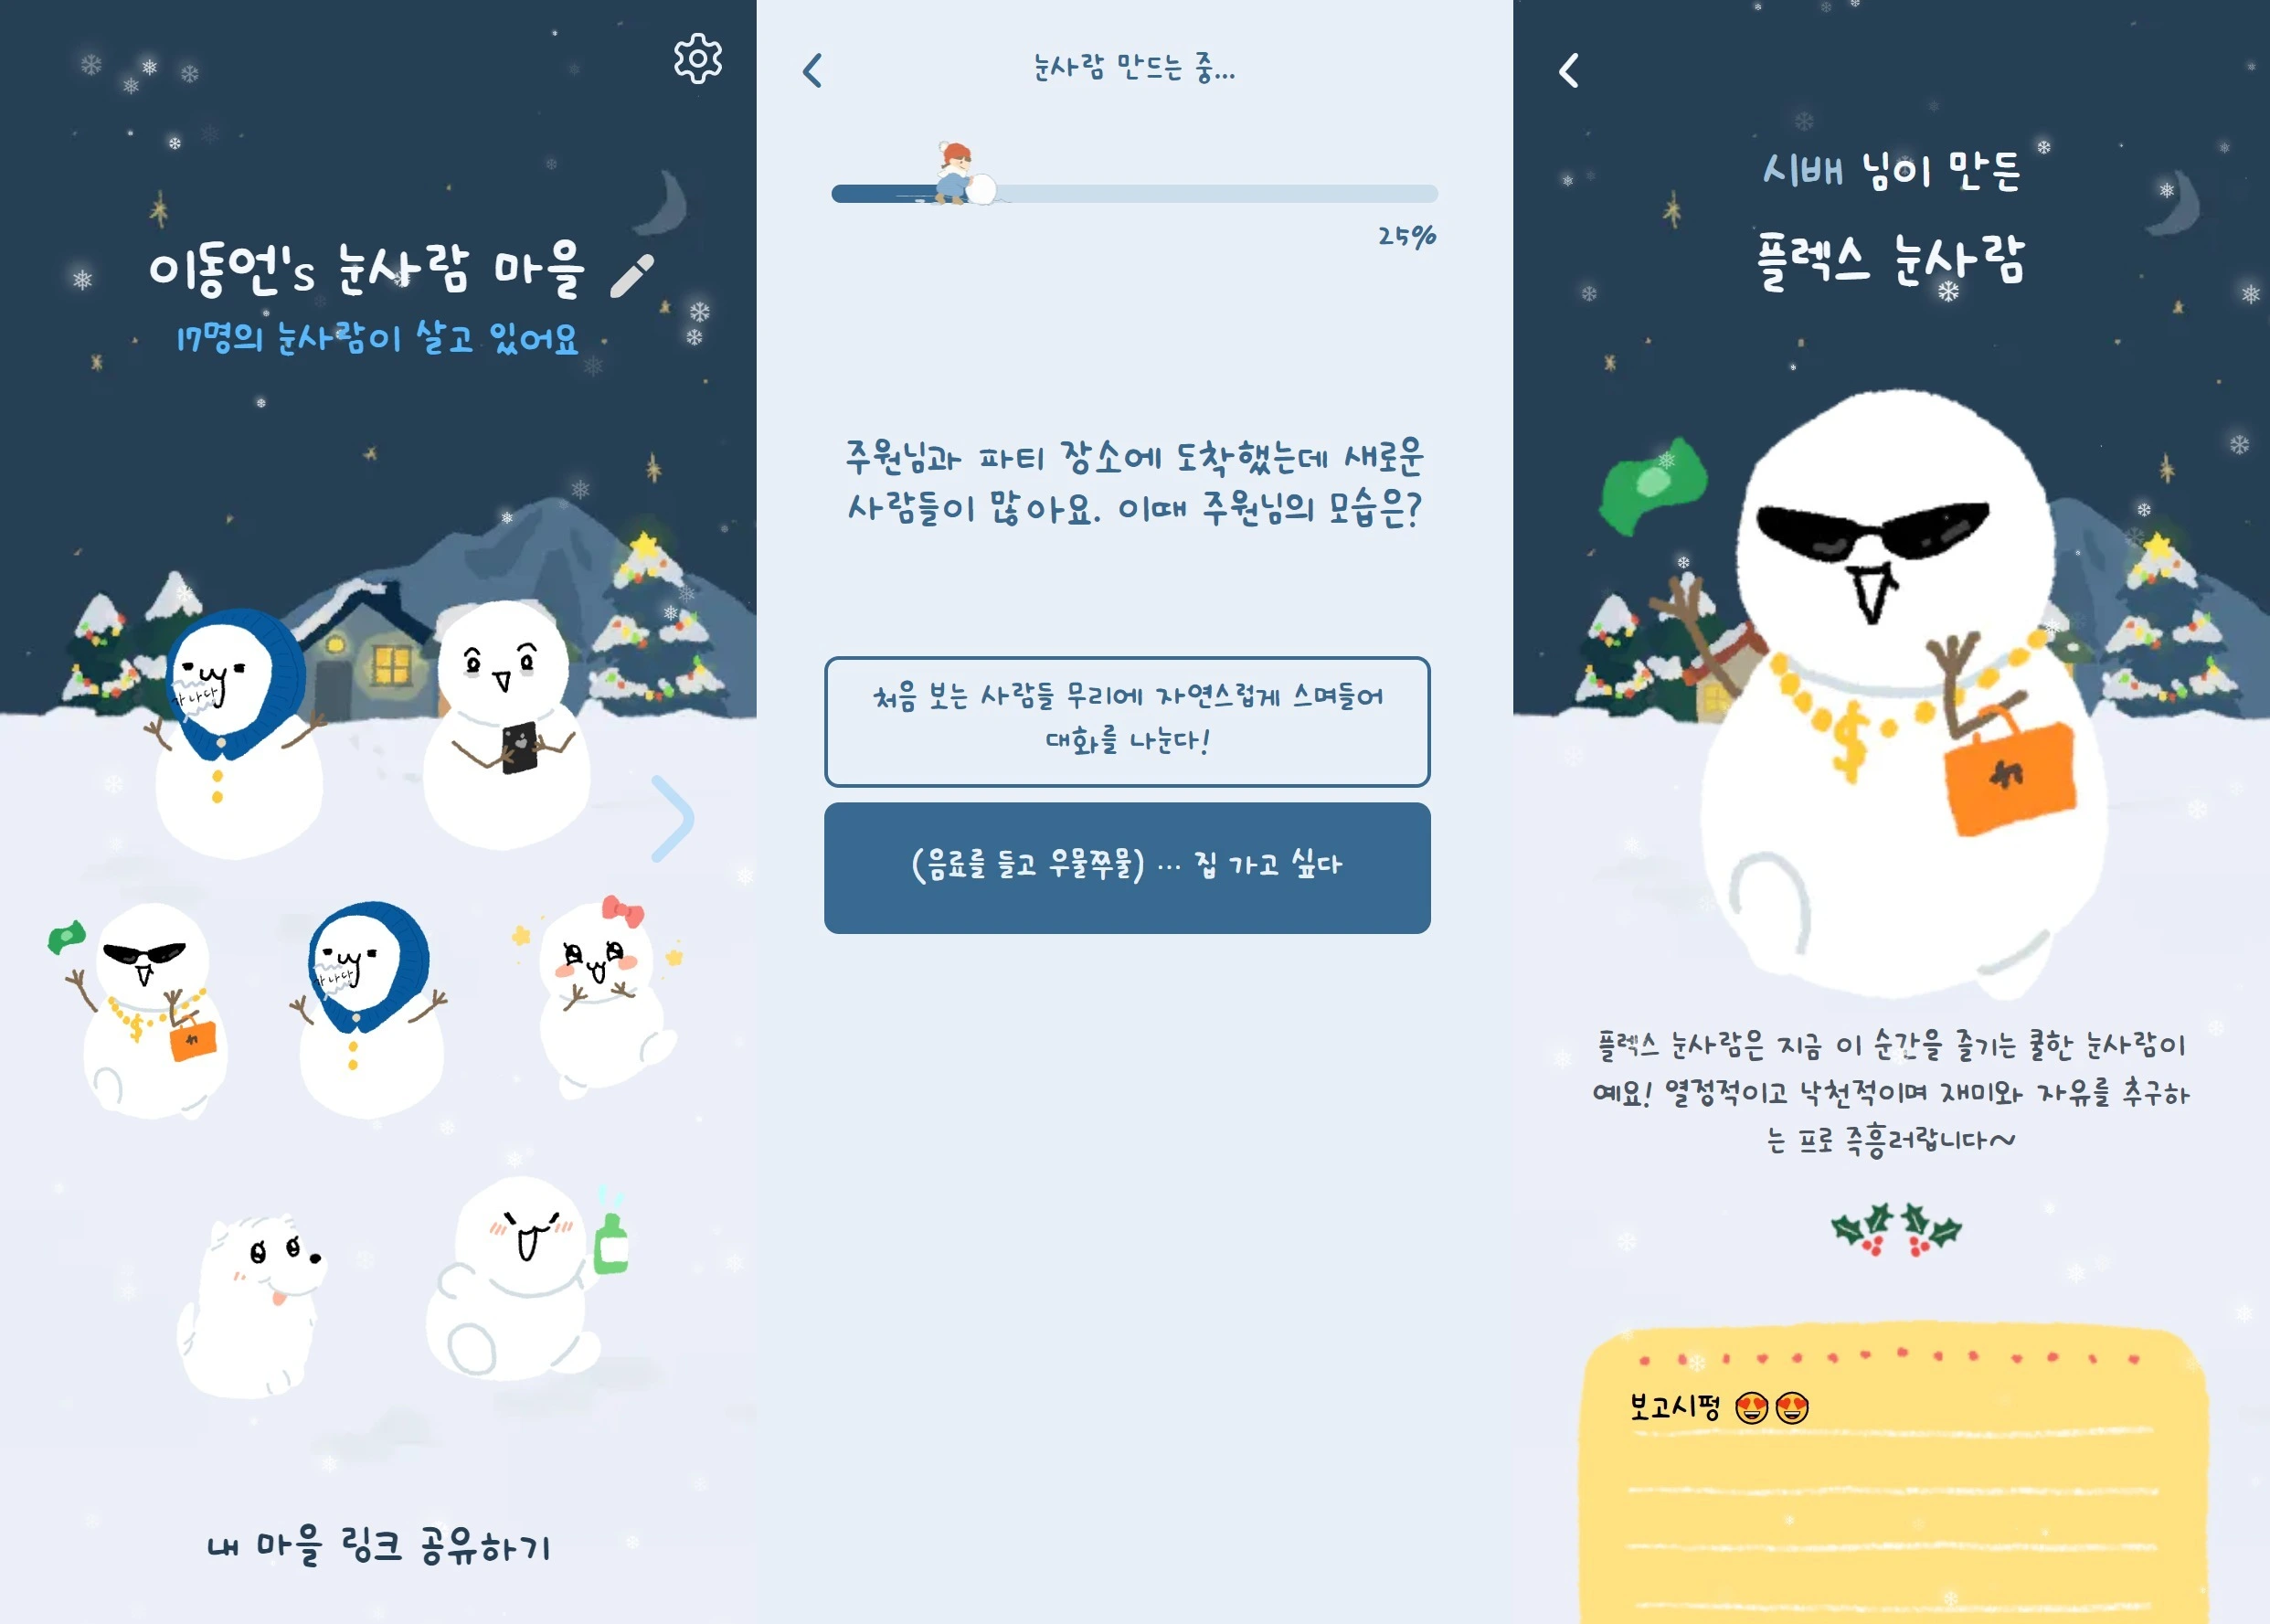 이동언's 눈사람 마을
17명의 눈사람이 살고 있어요
가나다
가나다
내 마을 링크 공유하기
눈사람 만드는 중...
25%
주원님과 파티 장소에 도착했는데 새로운
사람들이 많아요. 이때 주원님의 모습은?
처음 보는 사람들 무리에 자연스럽게 스며들어
대화를 나눈다!
(음료를 들고 우물쭈물) ... 집 가고 싶다
시배 님이 만든
플렉스 눈사람
플렉스 눈사람은 지금 이 순간을 즐기는 쿨한 눈사람이
예요! 열정적이고 낙천적이며 재미와 자유를 추구하
는 프로 즉흥러랍니다~
보고시펑 😍😍